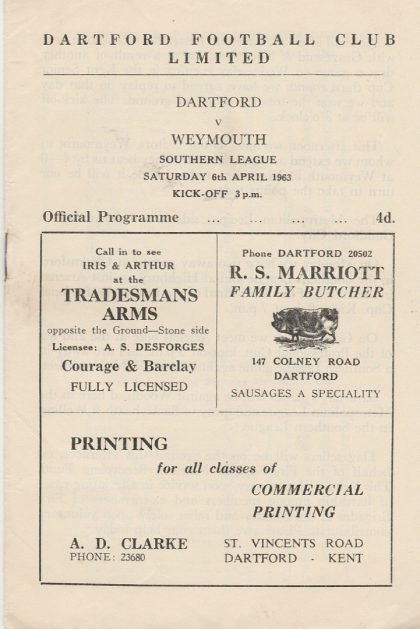 DARTFORD FOOTBALL CLUB
LIMITED
DARTFORD
v
WEYMOUTH
SOUTHERN LEAGUE
SATURDAY 6th APRIL 1963
KICK-OFF 3 p.m.
Official Programme ... .. . .. 4d.
Call in to see
IRIS & ARTHUR
at the
TRADESMANS
ARMS
opposite the Ground—Stone side
Licensee: A. S. DESFORGES
Courage & Barclay
FULLY LICENSED
Phone DARTFORD 20502
R. S. MARRIOTT
FAMILY BUTCHER
147 COLNEY ROAD
DARTFORD
SAUSAGES A SPECIALITY
PRINTING
for all classes of
COMMERCIAL
PRINTING
A. D. CLARKE
PHONE: 23680
ST. VINCENTS ROAD
DARTFORD - KENT